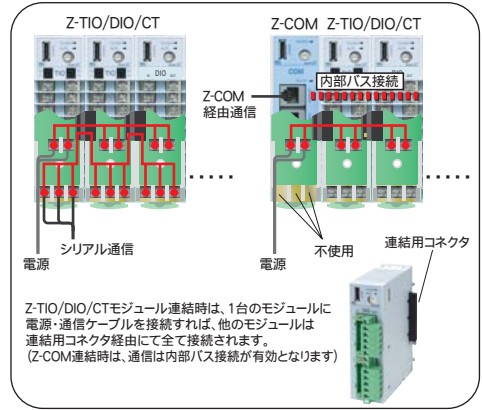 Z-TIO/DIO/CT
Z-COM Z-TIO/DIO/CT
TIO
TIO
DIO
COM
DIO
内部バス接続
Z-COM
経由通信
シリアル通信
電源
電源
不使用
連結用コネクタ
Z-TIO/DIO/CTモジュール連結時は、1台のモジュールに
電源・通信ケーブルを接続すれば、他のモジュールは
連結用コネクタ経由にて全て接続されます。
(Z-COM連結時は、通信は内部バス接続が有効となります)